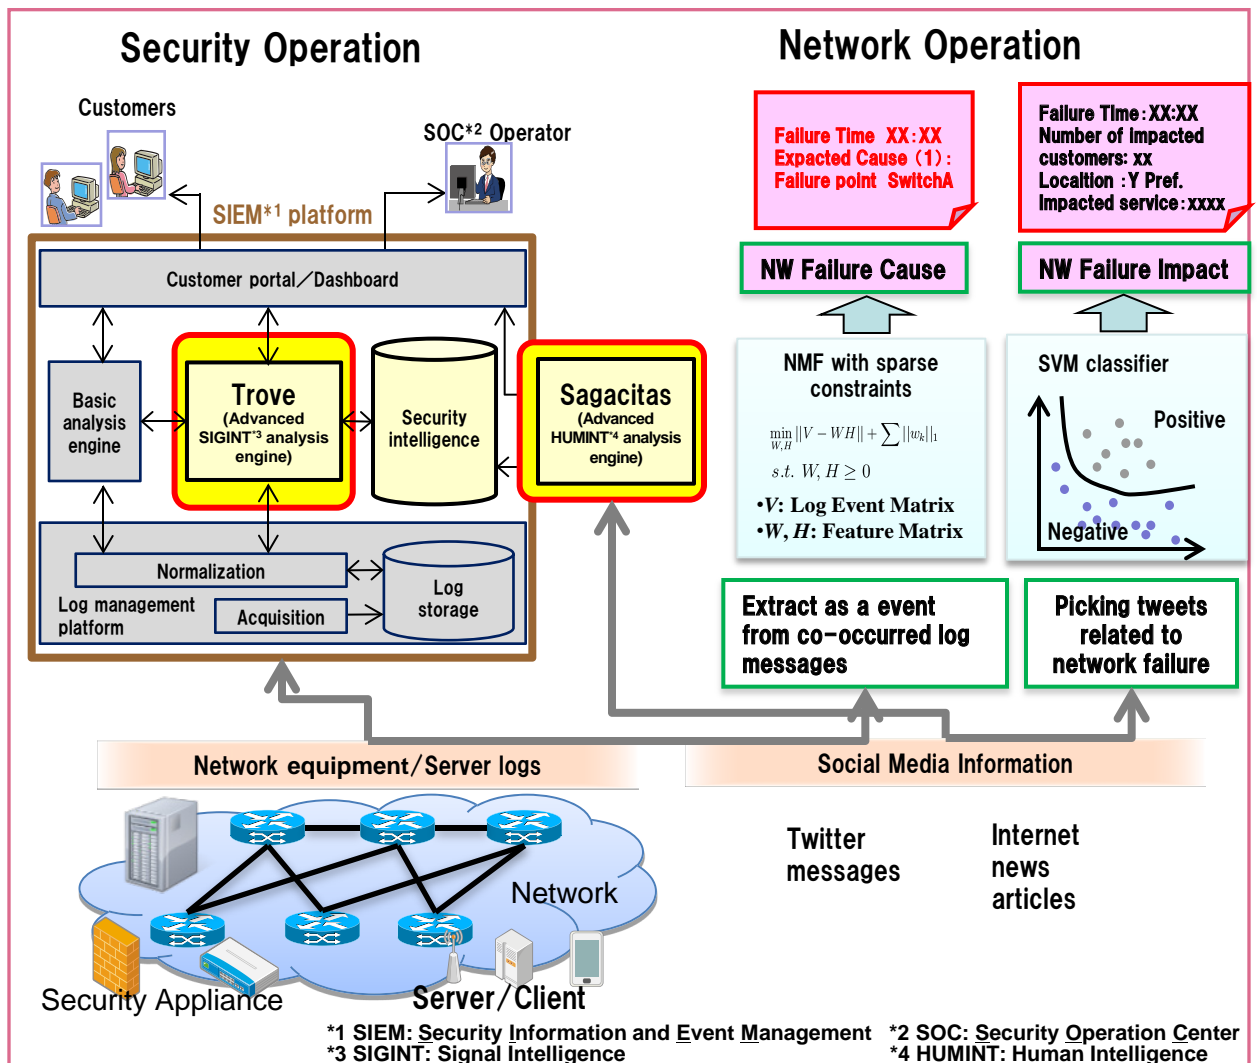 Security Operation
Network Operation
Customers
SOC*2 Operator
SIEM*1 platform
Customer portal／Dashboard
Basic
analysis
engine
Trove
(Advanced
SIGINT*3 analysis
engine)
Security
intelligence
Sagacitas
(Advanced
HUMINT*4 analysis
engine)
Normalization
Log management
platform
Acquisition
Log
storage
Failure Time XX:XX
Expacted Cause (1):
Failure point SwitchA
Failure TIme:XX:XX
Number of impacted
customers: xx
Localtion :Y Pref.
Impacted service:xxxx
NW Failure Cause
NW Failure Impact
NMF with sparse
constraints
min W,H ||V − WH|| + ∑ ||w_k||_1
s.t. W, H ≥ 0
•V: Log Event Matrix
•W, H: Feature Matrix
SVM classifier
Positive
Negative
Extract as a event
from co-occurred log
messages
Picking tweets
related to
network failure
Network equipment/Server logs
Social Media Information
Network
Security Appliance
Server/Client
Twitter
messages
Internet
news
articles
*1 SIEM: Security Information and Event Management *2 SOC: Security Operation Center
*3 SIGINT: Signal Intelligence *4 HUMINT: Human Intelligence